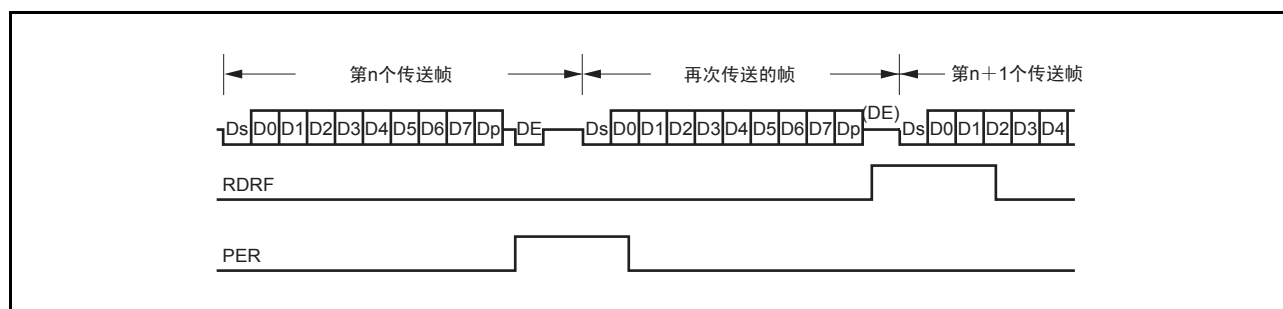 第n个传送帧 再次传送的帧 第n+1个传送帧
Ds D0 D1 D2 D3 D4 D5 D6 D7 Dp DE Ds D0 D1 D2 D3 D4 D5 D6 D7 Dp (DE) Ds D0 D1 D2 D3 D4
RDRF
PER